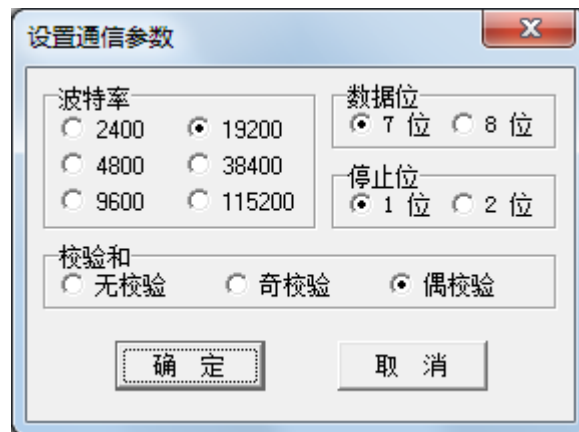 设置通信参数
波特率
2400 19200
4800 38400
9600 115200
数据位
7 位 8 位
停止位
1 位 2 位
校验和
无校验 奇校验 偶校验
确 定 取 消